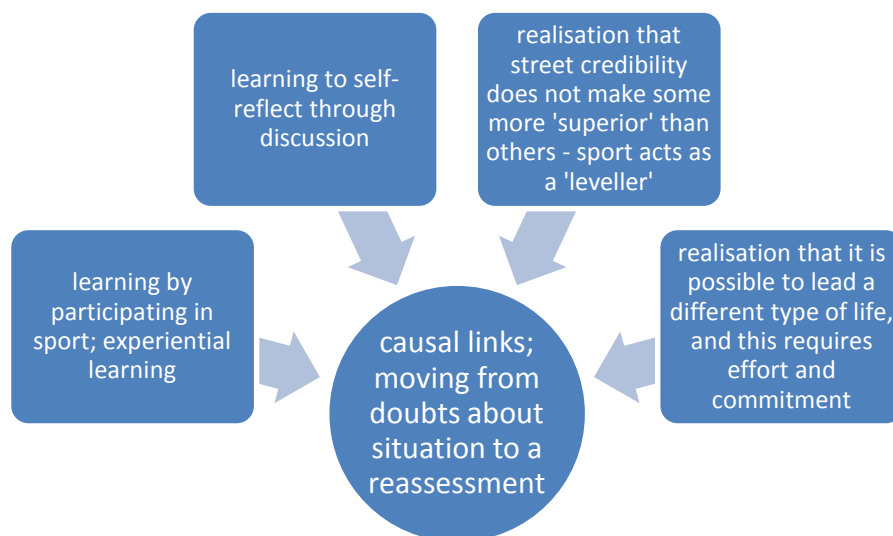 learning by
participating in
sport; experiential
learning
learning to self-
reflect through
discussion
realisation that
street credibility
does not make some
more 'superior' than
others - sport acts as
a 'leveller'
realisation that it is
possible to lead a
different type of life,
and this requires
effort and
commitment
causal links;
moving from
doubts about
situation to a
reassessment